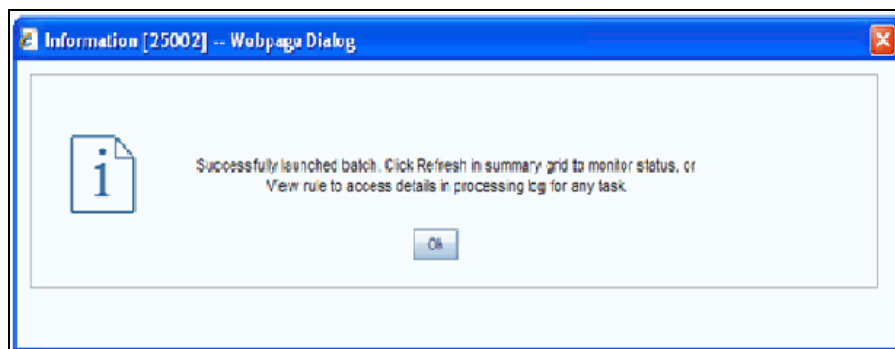 Information [25002] -- Webpage Dialog
i
Successfully launched batch. Click Refresh in summary grid to monitor status, or
View rule to access details in processing log for any task.
Ok